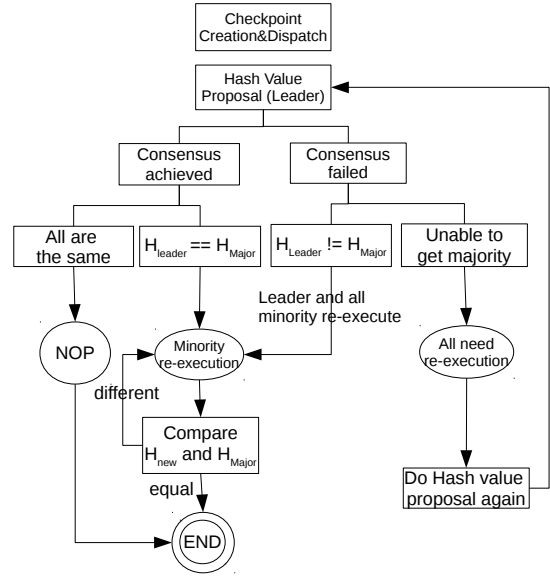 Checkpoint
Creation&Dispatch
Hash Value
Proposal (Leader)
Consensus
achieved
Consensus
failed
All are
the same
H_leader == H_Major
H_Leader != H_Major
Unable to
get majority
Leader and all
minority re-execute
NOP
Minority
re-execution
All need
re-execution
different
Compare
H_new and H_Major
equal
Do Hash value
proposal again
END